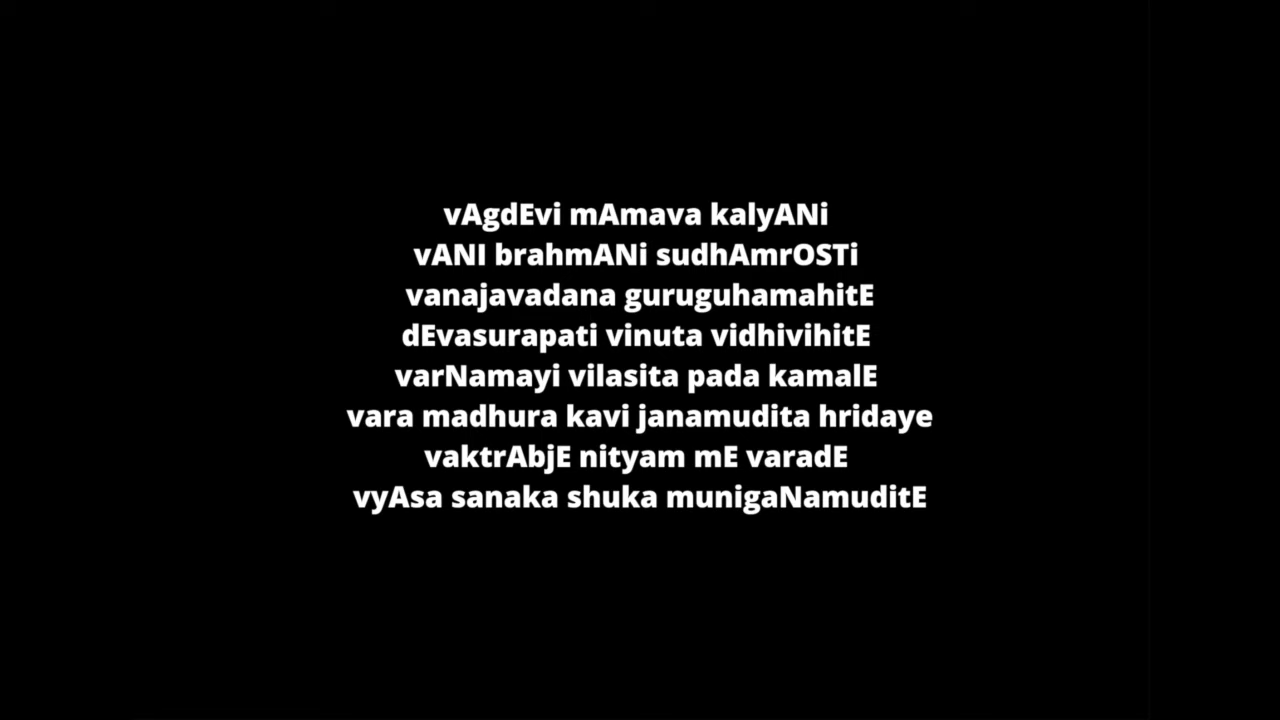 vAgdEvi mAmava kalyANi
vANI brahmANi sudhAmrOSTi
vanajavadana guruguhamahitE
dEvasurapati vinuta vidhivihitE
varNamayi vilasita pada kamalE
vara madhura kavi janamudita hridaye
vaktrAbjE nityam mE varadE
vyAsa sanaka shuka munigaNamuditE